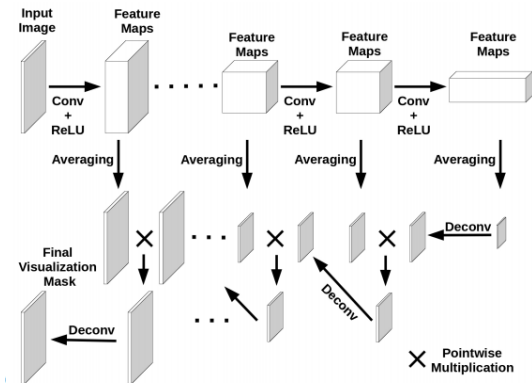 Input
Image
Feature
Maps
Feature
Maps
Feature
Maps
Feature
Maps
Conv
+
ReLU
Conv
+
ReLU
Conv
+
ReLU
Averaging
Averaging
Averaging
Averaging
Deconv
Final
Visualization
Mask
Deconv
Deconv
Pointwise
Multiplication